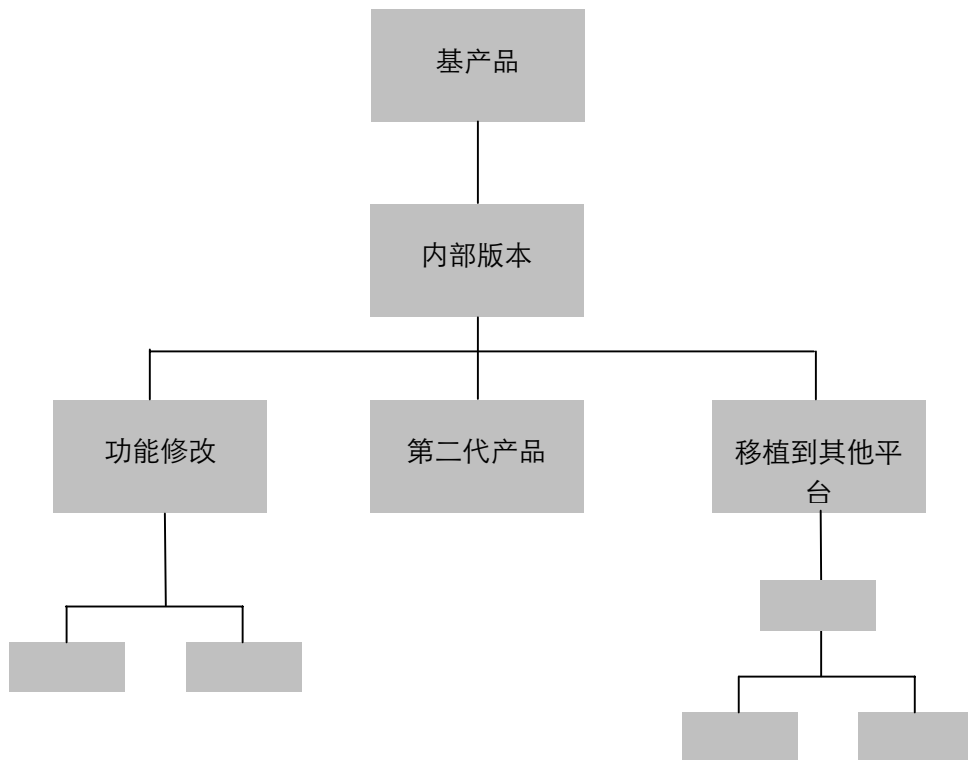 基产品
内部版本
功能修改
第二代产品
移植到其他平
台